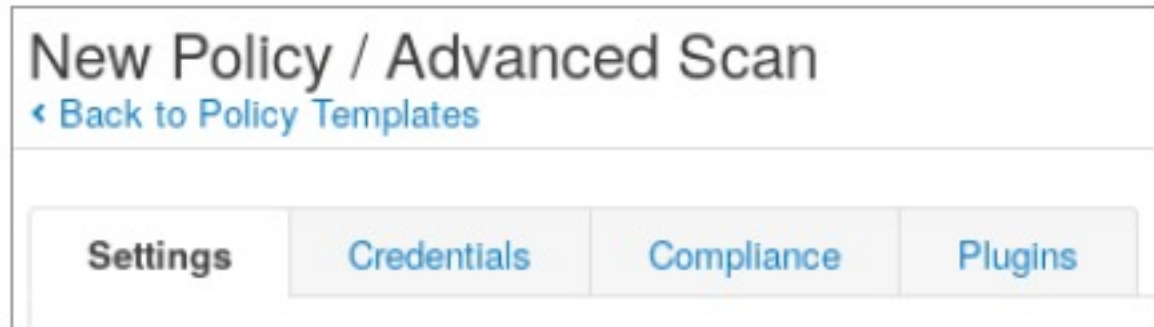 New Policy / Advanced Scan
‹ Back to Policy Templates
Settings Credentials Compliance Plugins